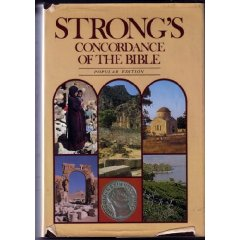 STRONG'S
CONCORDANCE
OF THE BIBLE
POPULAR EDITION